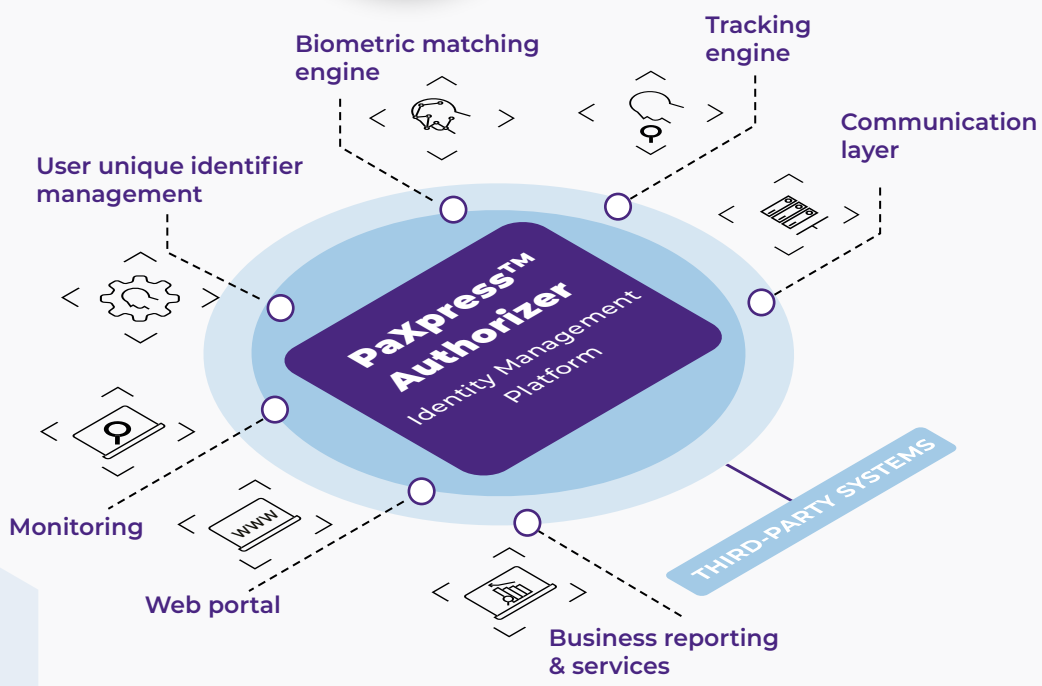 Biometric matching
engine
Tracking
engine
Communication
layer
User unique identifier
management
PaXpress™
Authorizer
Identity Management
Platform
THIRD-PARTY SYSTEMS
Monitoring
WWW
Web portal
Business reporting
& services